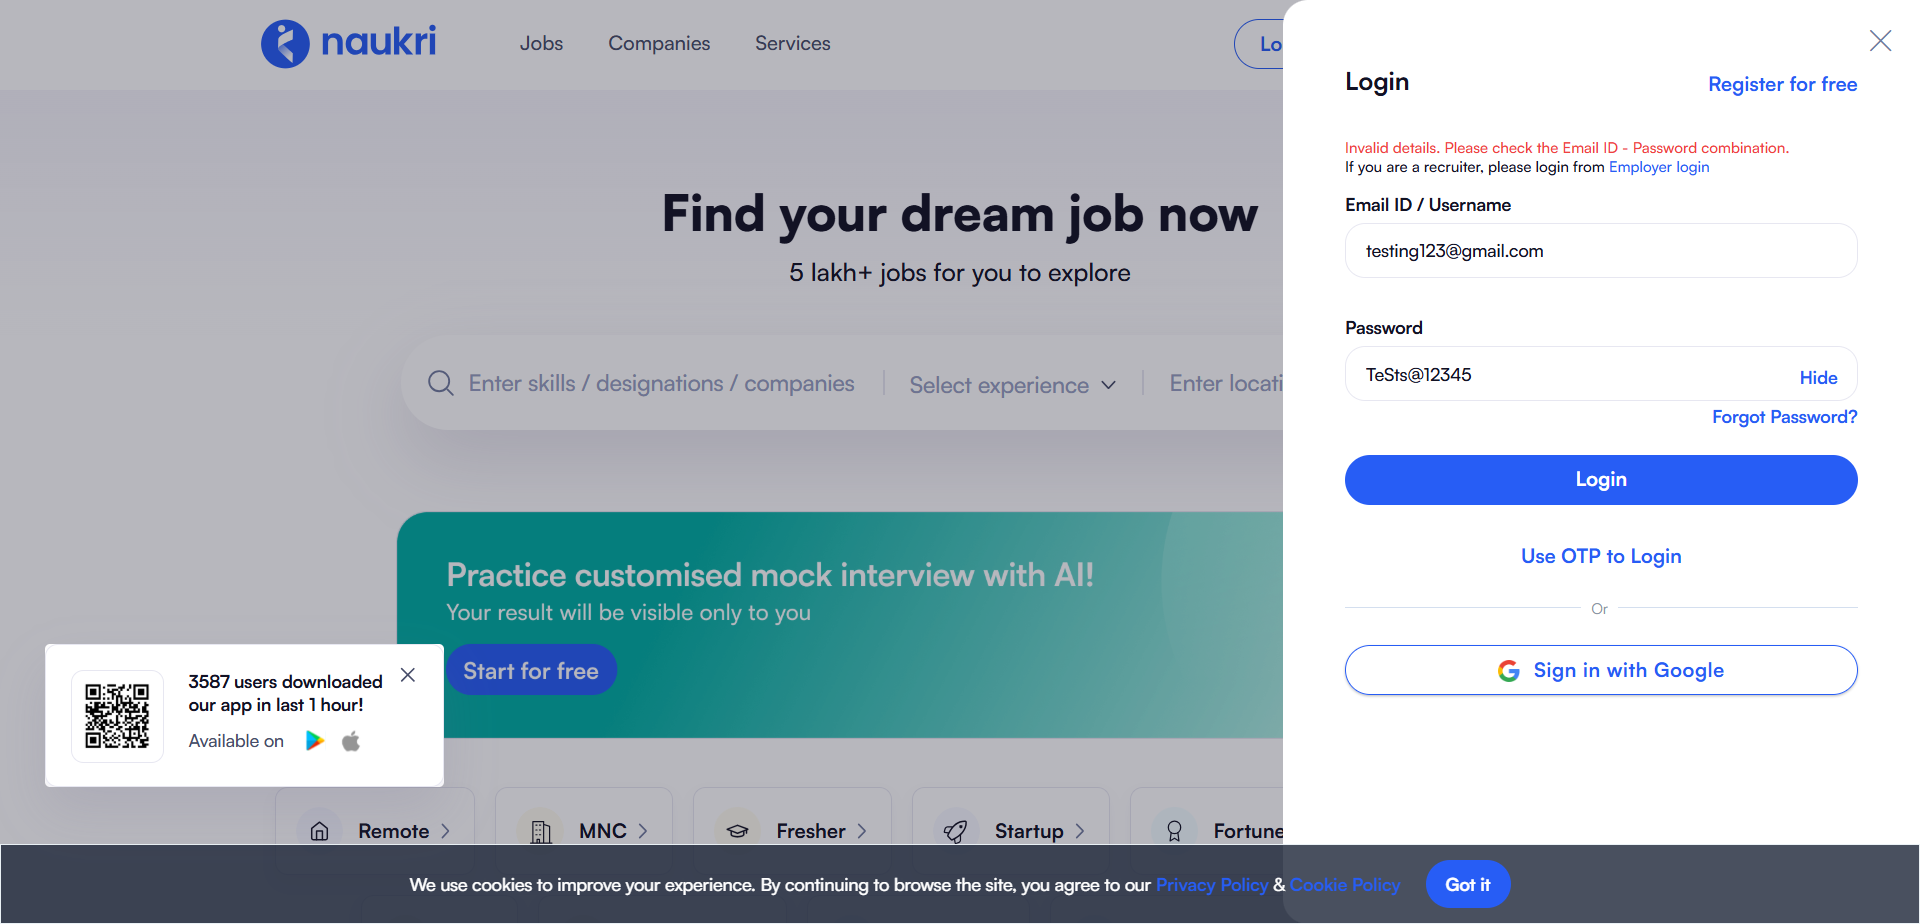 naukri
Jobs
Companies
Services
Lo
Find your dream job now
5 lakh+ jobs for you to explore
Enter skills / designations / companies
Select experience
Enter locati
Practice customised mock interview with AI!
Your result will be visible only to you
Start for free
3587 users downloaded
our app in last 1 hour!
Available on
Remote
MNC
Fresher
Startup
Fortune
Login
Register for free
Invalid details. Please check the Email ID - Password combination.
If you are a recruiter, please login from Employer login
Email ID / Username
testing123@gmail.com
Password
TeSts@12345
Hide
Forgot Password?
Login
Use OTP to Login
Or
Sign in with Google
We use cookies to improve your experience. By continuing to browse the site, you agree to our Privacy Policy & Cookie Policy
Got it